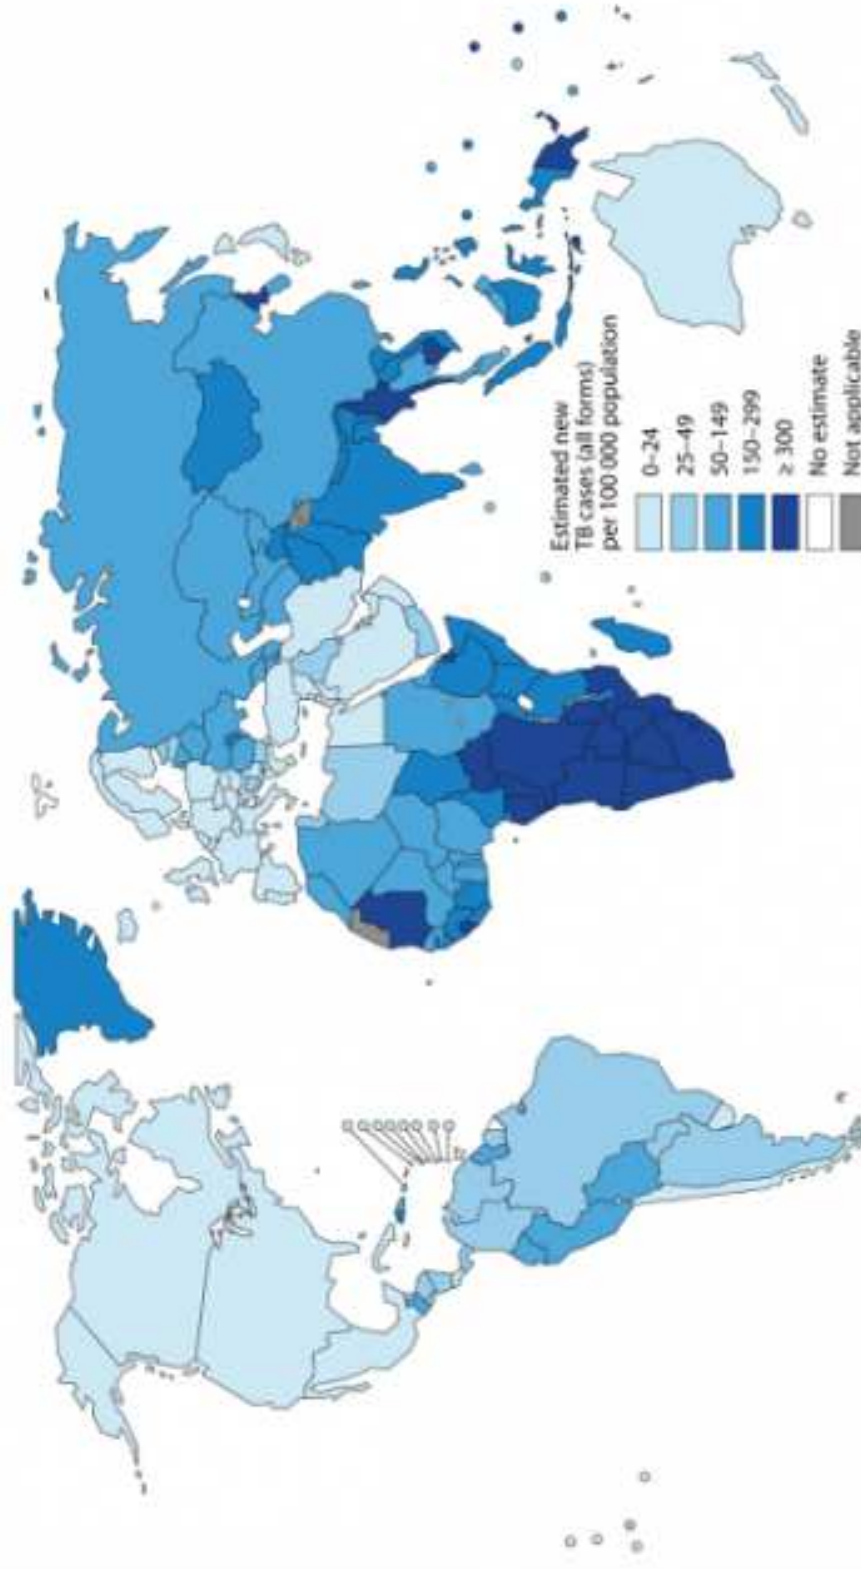 Estimated new
TB cases (all forms)
per 100 000 population
0–24
25–49
50–149
150–299
≥ 300
No estimate
Not applicable